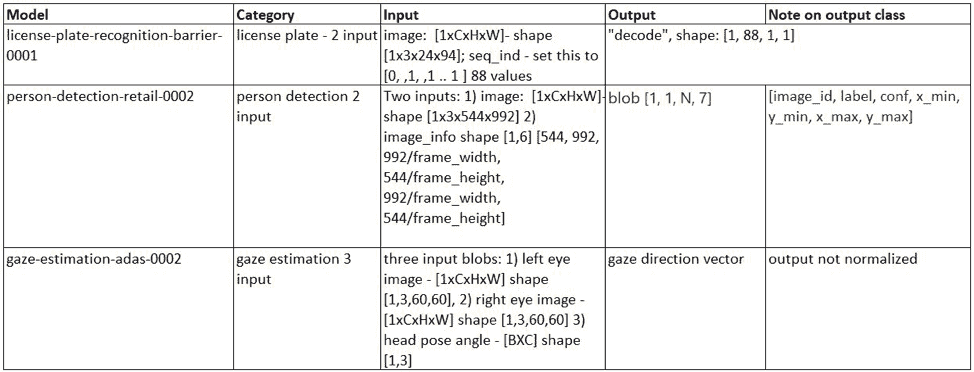 Model Category Input Output Note on output class
license-plate-recognition-barrier-0001
license plate - 2 input
image:  [1xCxHxW]- shape
[1x3x24x94]; seq_ind - set this to
[0, ,1, ,1 .. 1 ] 88 values
"decode", shape: [1, 88, 1, 1]
person-detection-retail-0002
person detection 2
input
Two inputs: 1) image:  [1xCxHxW]-
shape [1x3x544x992] 2)
image_info shape [1,6] [544, 992,
992/frame_width,
544/frame_height,
992/frame_width,
544/frame_height]
blob [1, 1, N, 7]
[image_id, label, conf, x_min,
y_min, x_max, y_max]
gaze-estimation-adas-0002
gaze estimation 3
input
three input blobs: 1) left eye
image - [1xCxHxW] shape
[1,3,60,60], 2) right eye image -
[1xCxHxW] shape [1,3,60,60] 3)
head pose angle - [BXC] shape
[1,3]
gaze direction vector
output not normalized